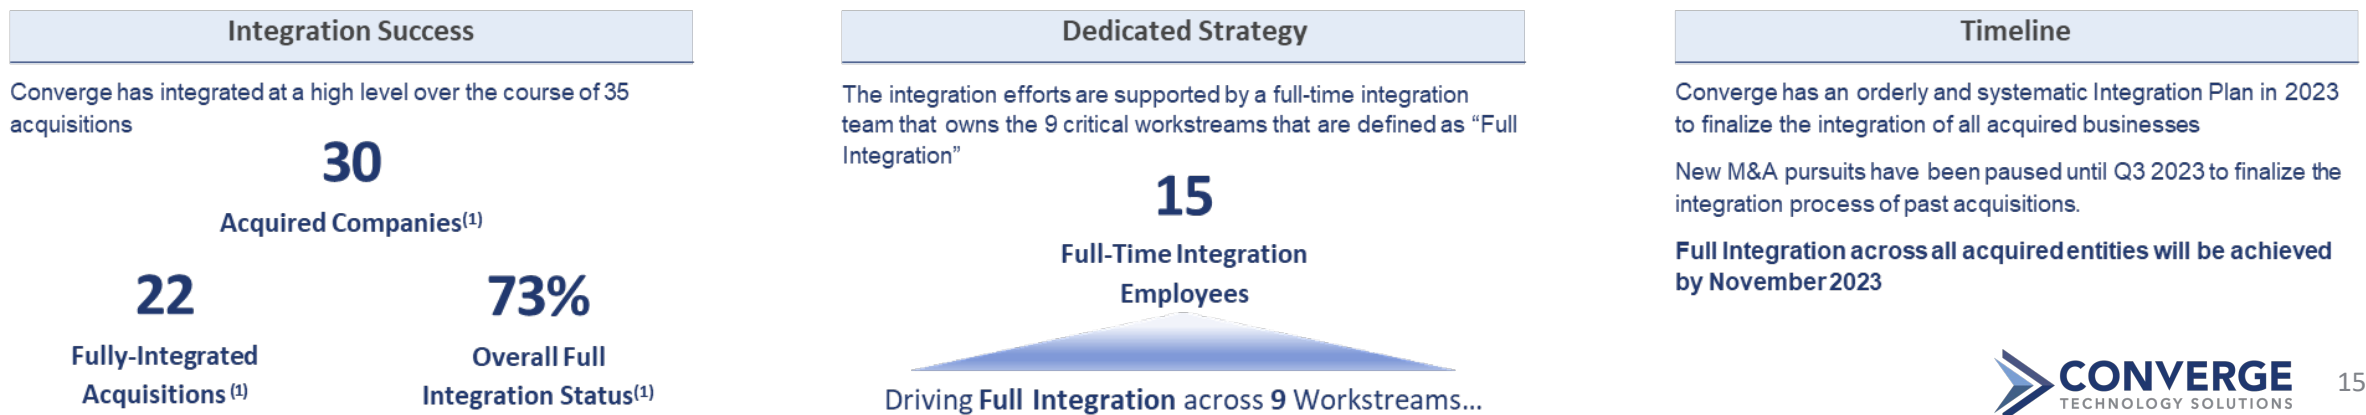 Integration Success
Converge has integrated at a high level over the course of 35
acquisitions
30
Acquired Companies(1)
22
Fully-Integrated
Acquisitions (1)
73%
Overall Full
Integration Status(1)
Dedicated Strategy
The integration efforts are supported by a full-time integration
team that owns the 9 critical workstreams that are defined as “Full
Integration”
15
Full-Time Integration
Employees
Driving Full Integration across 9 Workstreams...
Timeline
Converge has an orderly and systematic Integration Plan in 2023
to finalize the integration of all acquired businesses
New M&A pursuits have been paused until Q3 2023 to finalize the
integration process of past acquisitions.
Full Integration across all acquired entities will be achieved
by November 2023
CONVERGE
TECHNOLOGY SOLUTIONS
15